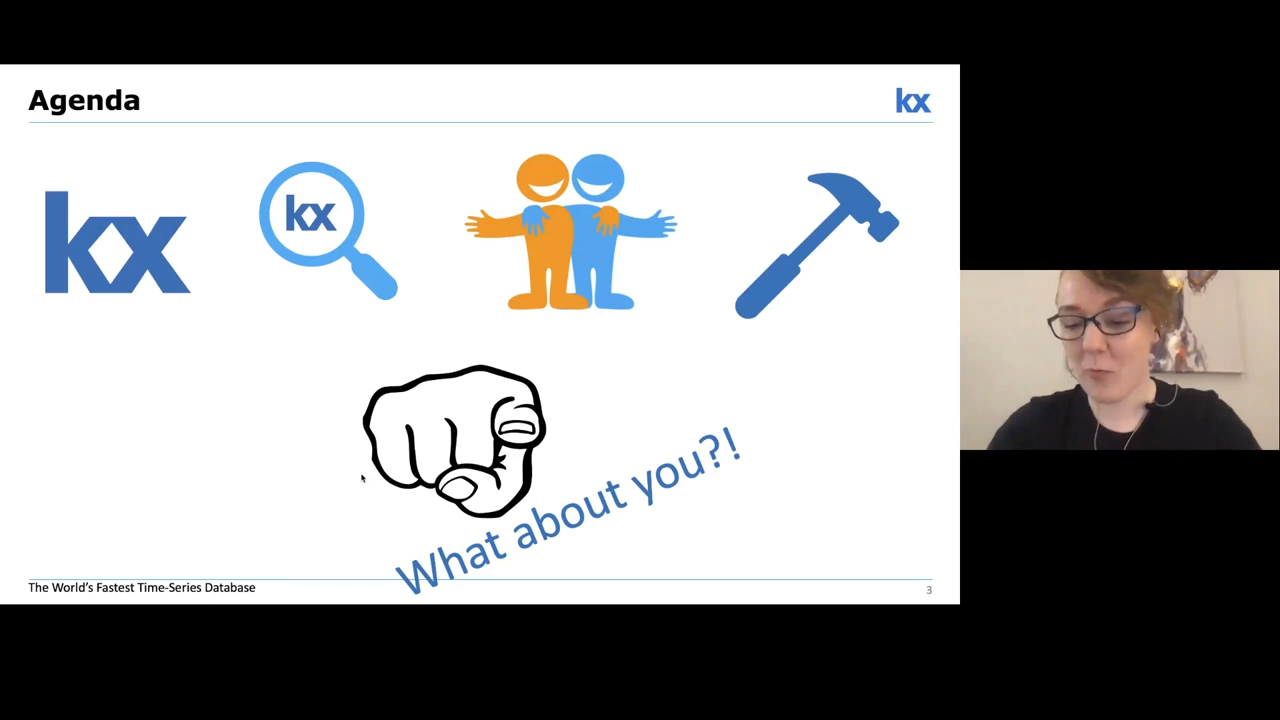 Agenda
kx
kx
kx
What about you?!
The World's Fastest Time-Series Database
3